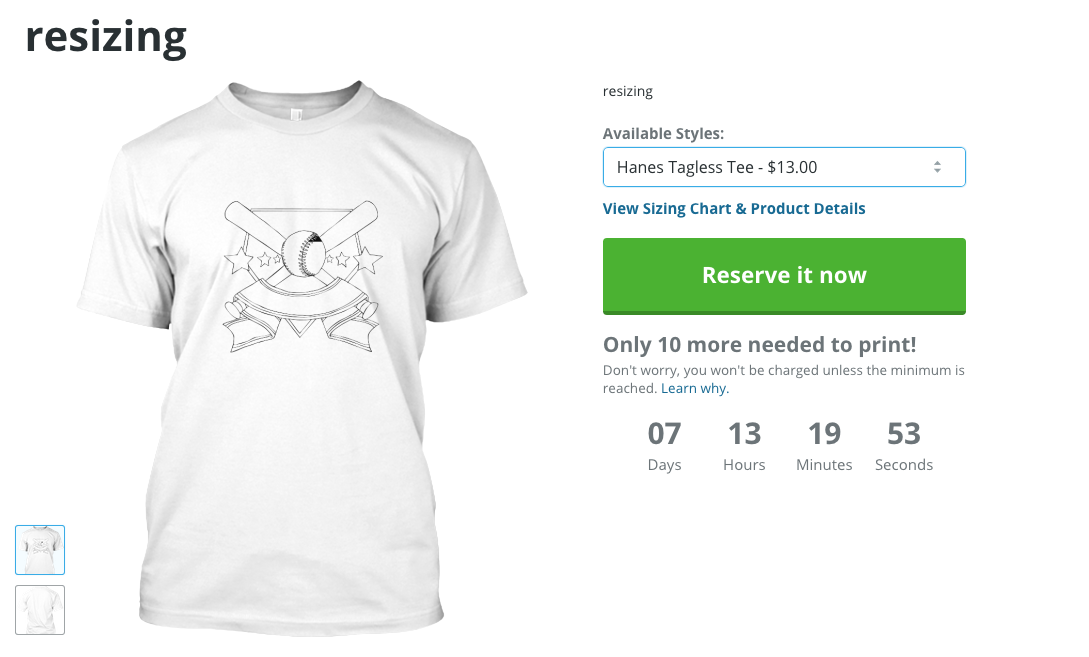 resizing
resizing
Available Styles:
Hanes Tagless Tee - $13.00
View Sizing Chart & Product Details
Reserve it now
Only 10 more needed to print!
Don't worry, you won't be charged unless the minimum is
reached. Learn why.
07 13 19 53
Days Hours Minutes Seconds